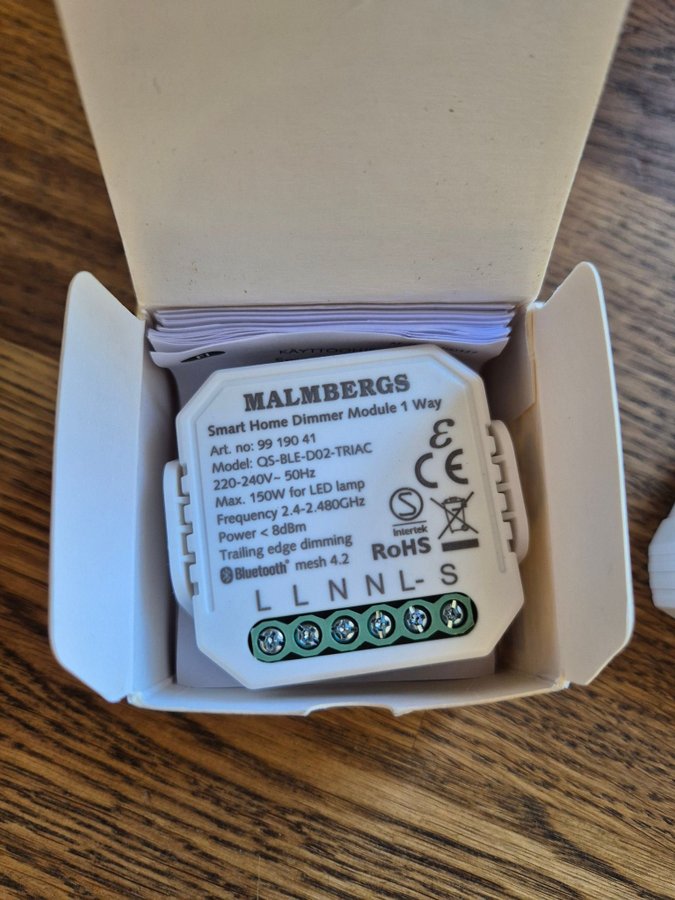 MALMBERGS
Smart Home Dimmer Module 1 Way
Art. no: 99 190 41
Model: QS-BLE-D02-TRIAC
220-240V~ 50Hz
Max. 150W for LED lamp
Frequency 2.4-2.480GHz
Power < 8dBm
Trailing edge dimming
Bluetooth® mesh 4.2
CE
S
Intertek
RoHS
L L N N L- S
FI